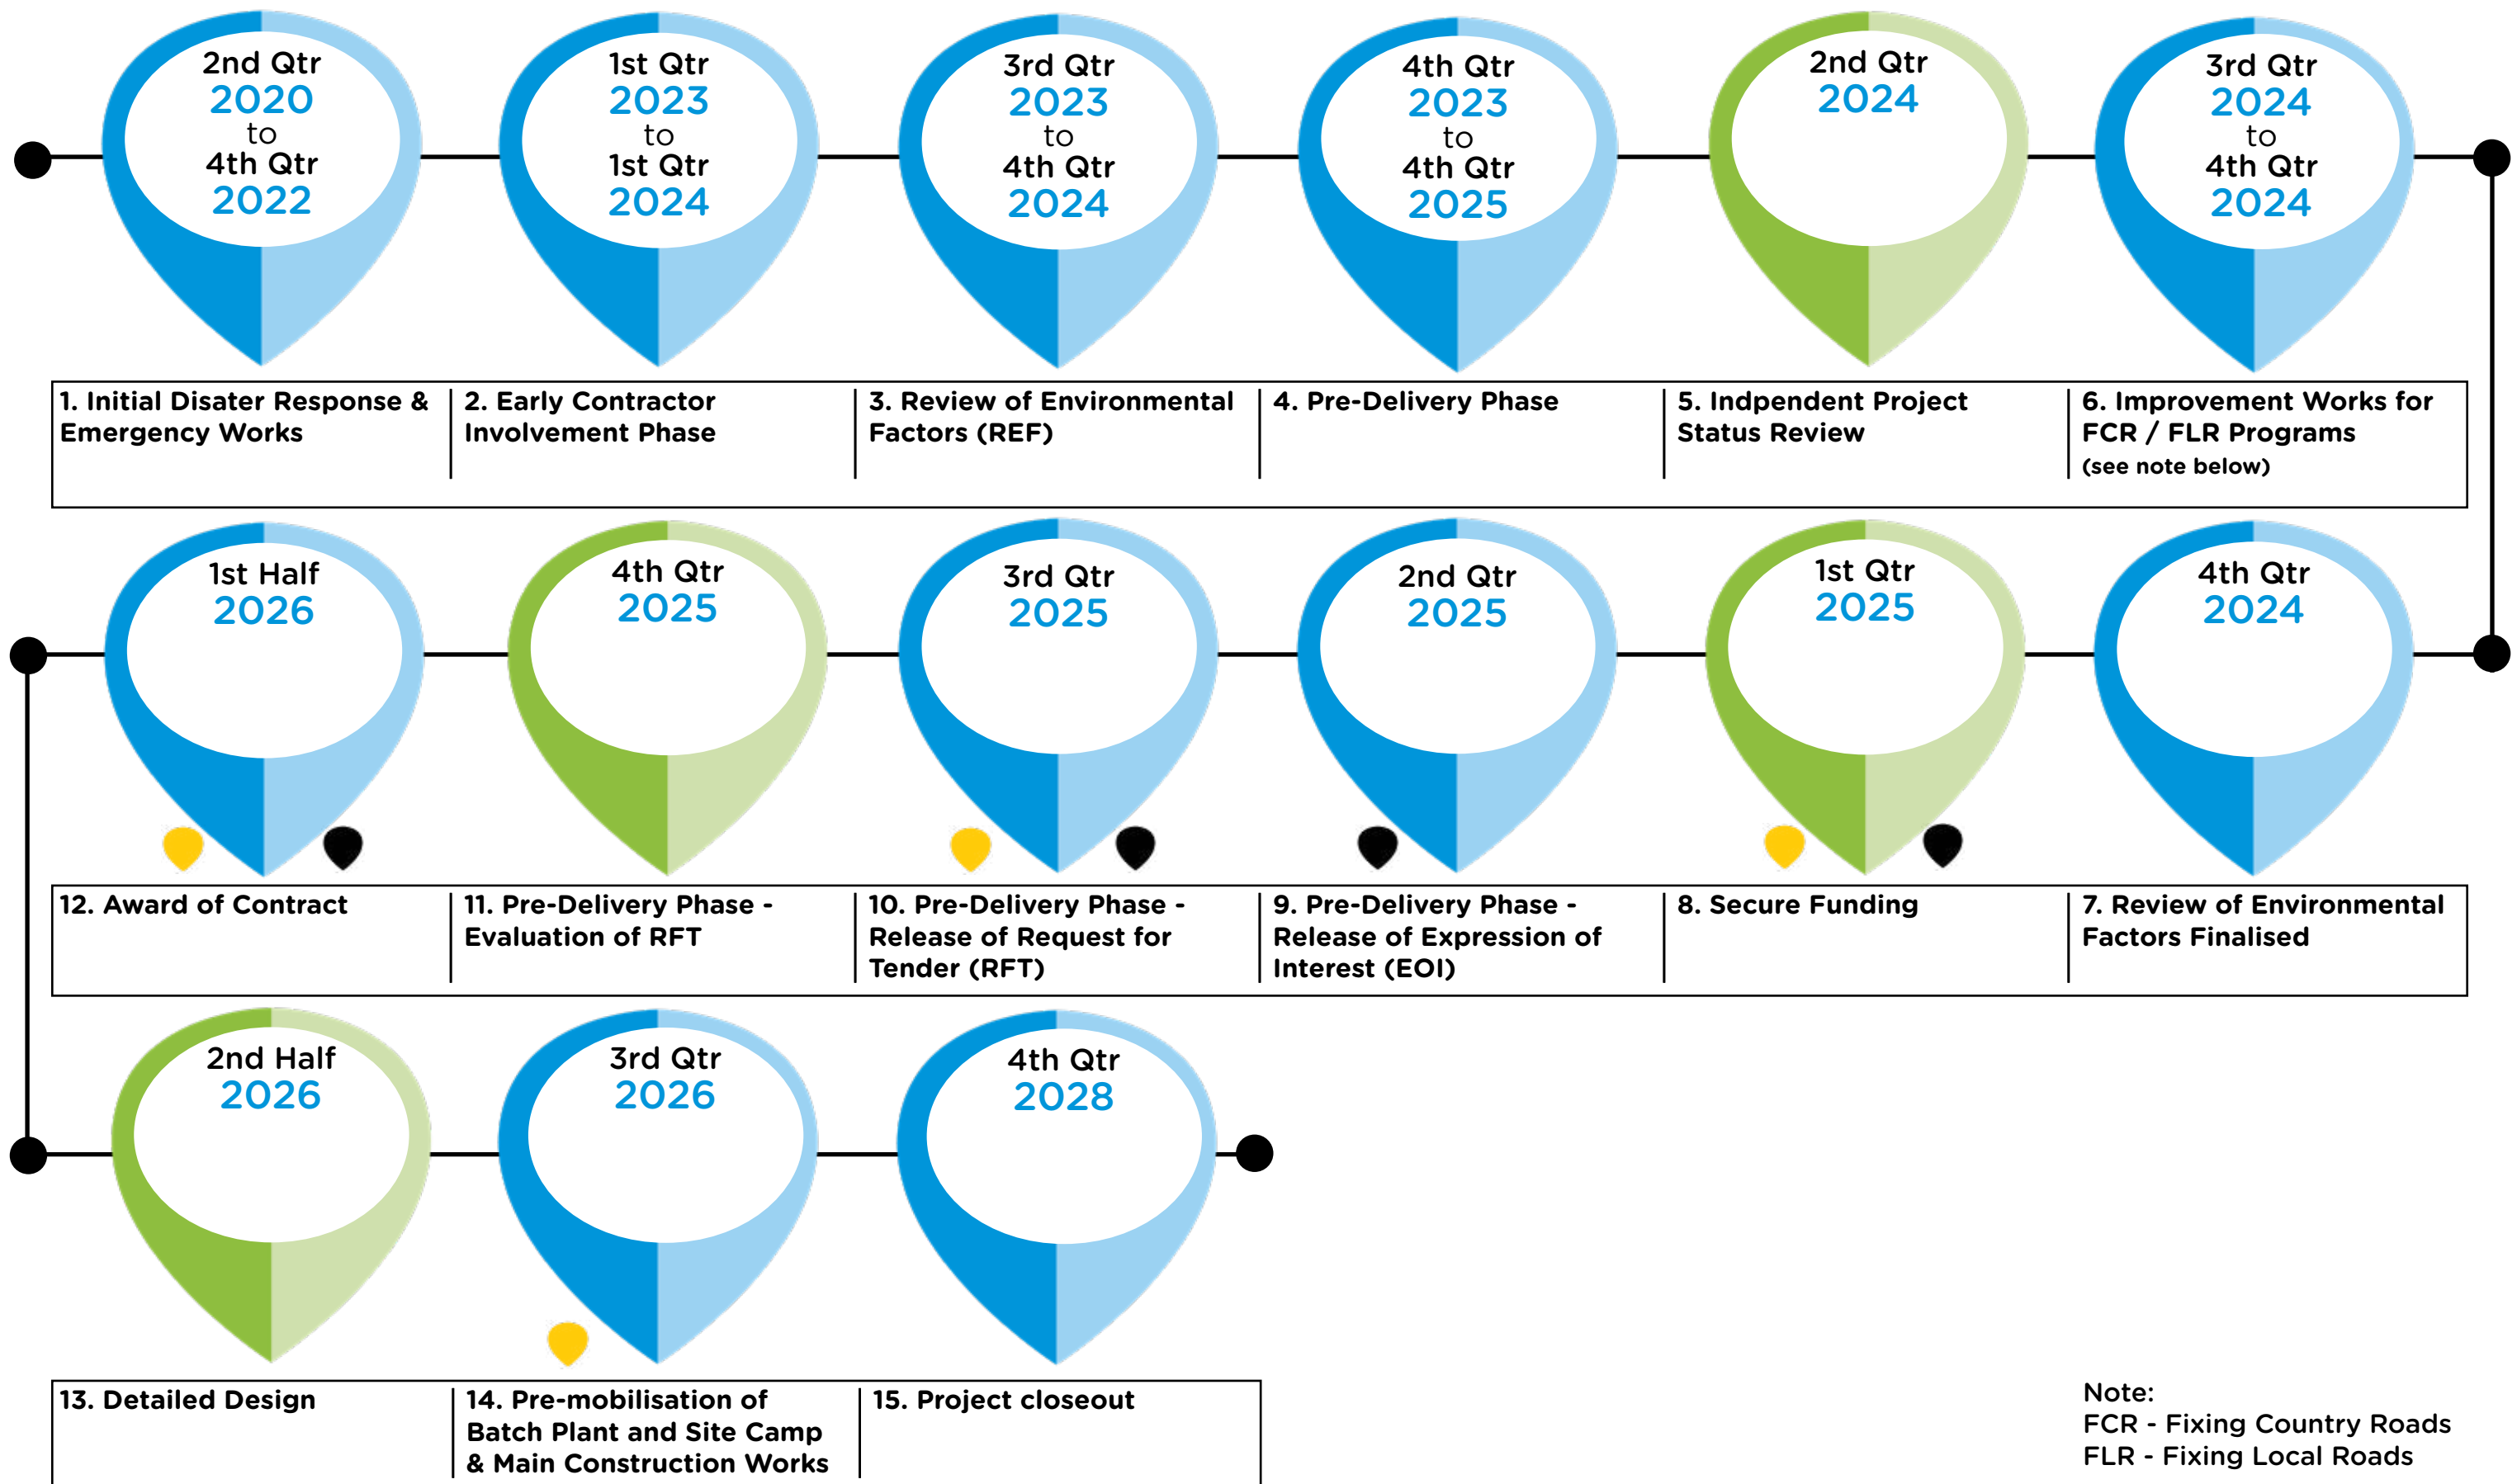 2nd Qtr
2020
to
4th Qtr
2022
1st Qtr
2023
to
1st Qtr
2024
3rd Qtr
2023
to
4th Qtr
2024
4th Qtr
2023
to
4th Qtr
2025
2nd Qtr
2024
3rd Qtr
2024
to
4th Qtr
2024
1. Initial Disater Response &
Emergency Works
2. Early Contractor
Involvement Phase
3. Review of Environmental
Factors (REF)
4. Pre-Delivery Phase
5. Indpendent Project
Status Review
6. Improvement Works for
FCR / FLR Programs
(see note below)
1st Half
2026
4th Qtr
2025
3rd Qtr
2025
2nd Qtr
2025
1st Qtr
2025
4th Qtr
2024
12. Award of Contract
11. Pre-Delivery Phase -
Evaluation of RFT
10. Pre-Delivery Phase -
Release of Request for
Tender (RFT)
9. Pre-Delivery Phase -
Release of Expression of
Interest (EOI)
8. Secure Funding
7. Review of Environmental
Factors Finalised
2nd Half
2026
3rd Qtr
2026
4th Qtr
2028
13. Detailed Design
14. Pre-mobilisation of
Batch Plant and Site Camp
& Main Construction Works
15. Project closeout
Note:
FCR - Fixing Country Roads
FLR - Fixing Local Roads